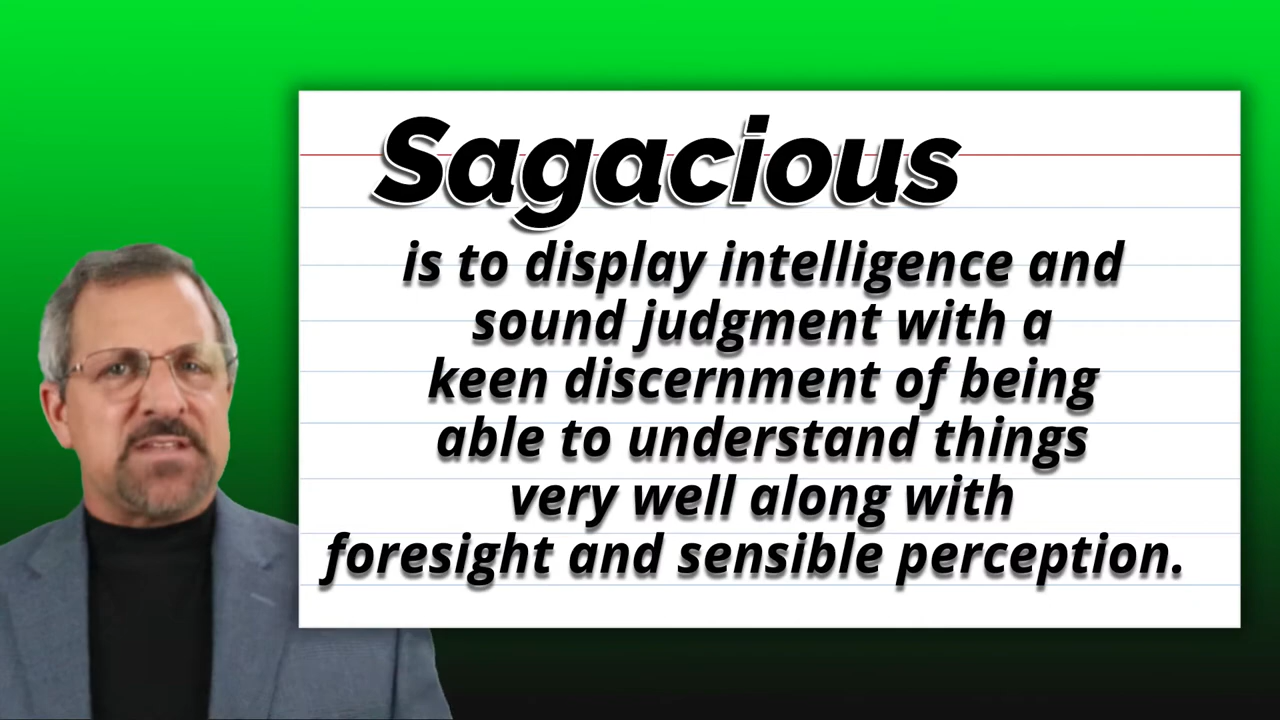 Sagacious
is to display intelligence and
sound judgment with a
keen discernment of being
able to understand things
very well along with
foresight and sensible perception.